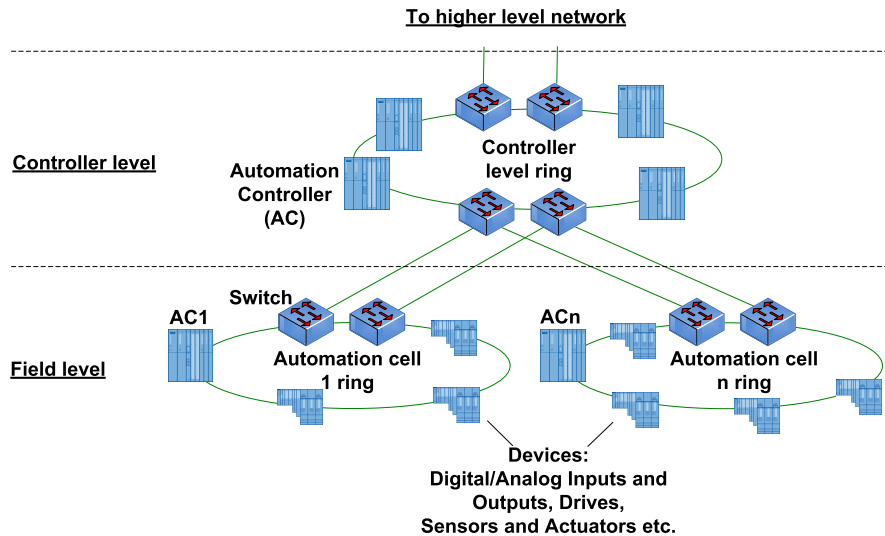 To higher level network
Controller level
Controller
level ring
Automation
Controller
(AC)
Switch
AC1
ACn
Field level
Automation cell
1 ring
Automation cell
n ring
Devices:
Digital/Analog Inputs and
Outputs, Drives,
Sensors and Actuators etc.